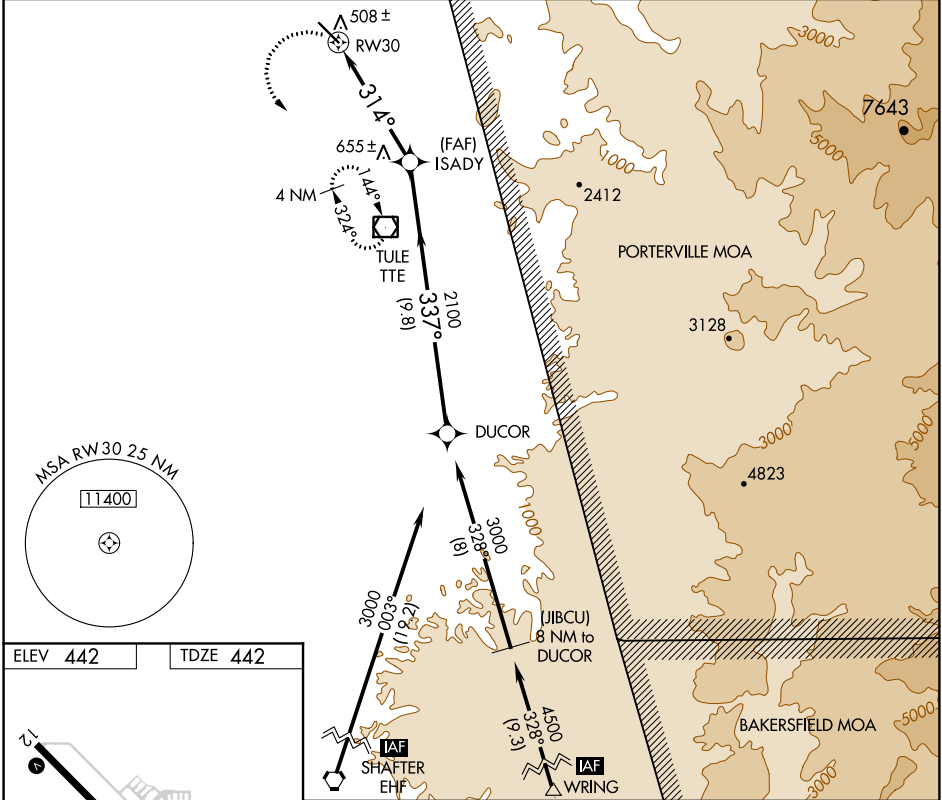 508 ±
RW30
3000
7643
5000
314°
(FAF)
ISADY
655 ±
1000
4 NM
144°
324°
2412
TULE
TTE
PORTERVILLE MOA
2100
337°
(9.8)
3128
DUCOR
3000
5000
MSA RW30 25 NM
11400
4823
1000
3000
328°
(8)
3000
003°
(19.2)
(JIBCU)
8 NM to
DUCOR
ELEV 442
TDZE 442
4500
328°
(9.3)
BAKERSFIELD MOA
5000
12
V
IAF
SHAFTER
EHF
IAF
WRING
3000